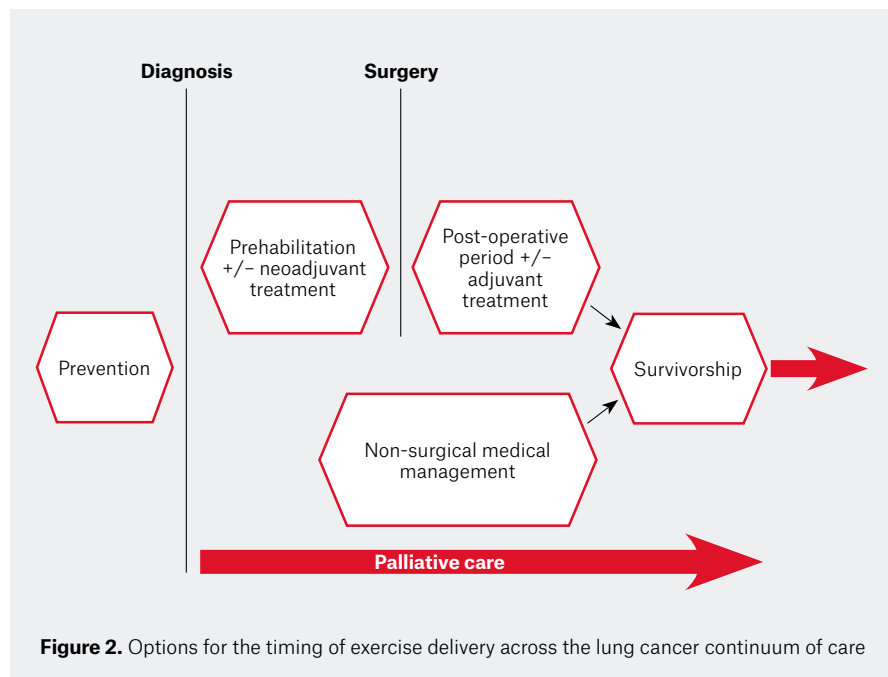 Diagnosis
Surgery
Prehabilitation
+/– neoadjuvant
treatment
Post-operative
period +/–
adjuvant
treatment
Prevention
Survivorship
Non-surgical medical
management
Palliative care
Figure 2. Options for the timing of exercise delivery across the lung cancer continuum of care